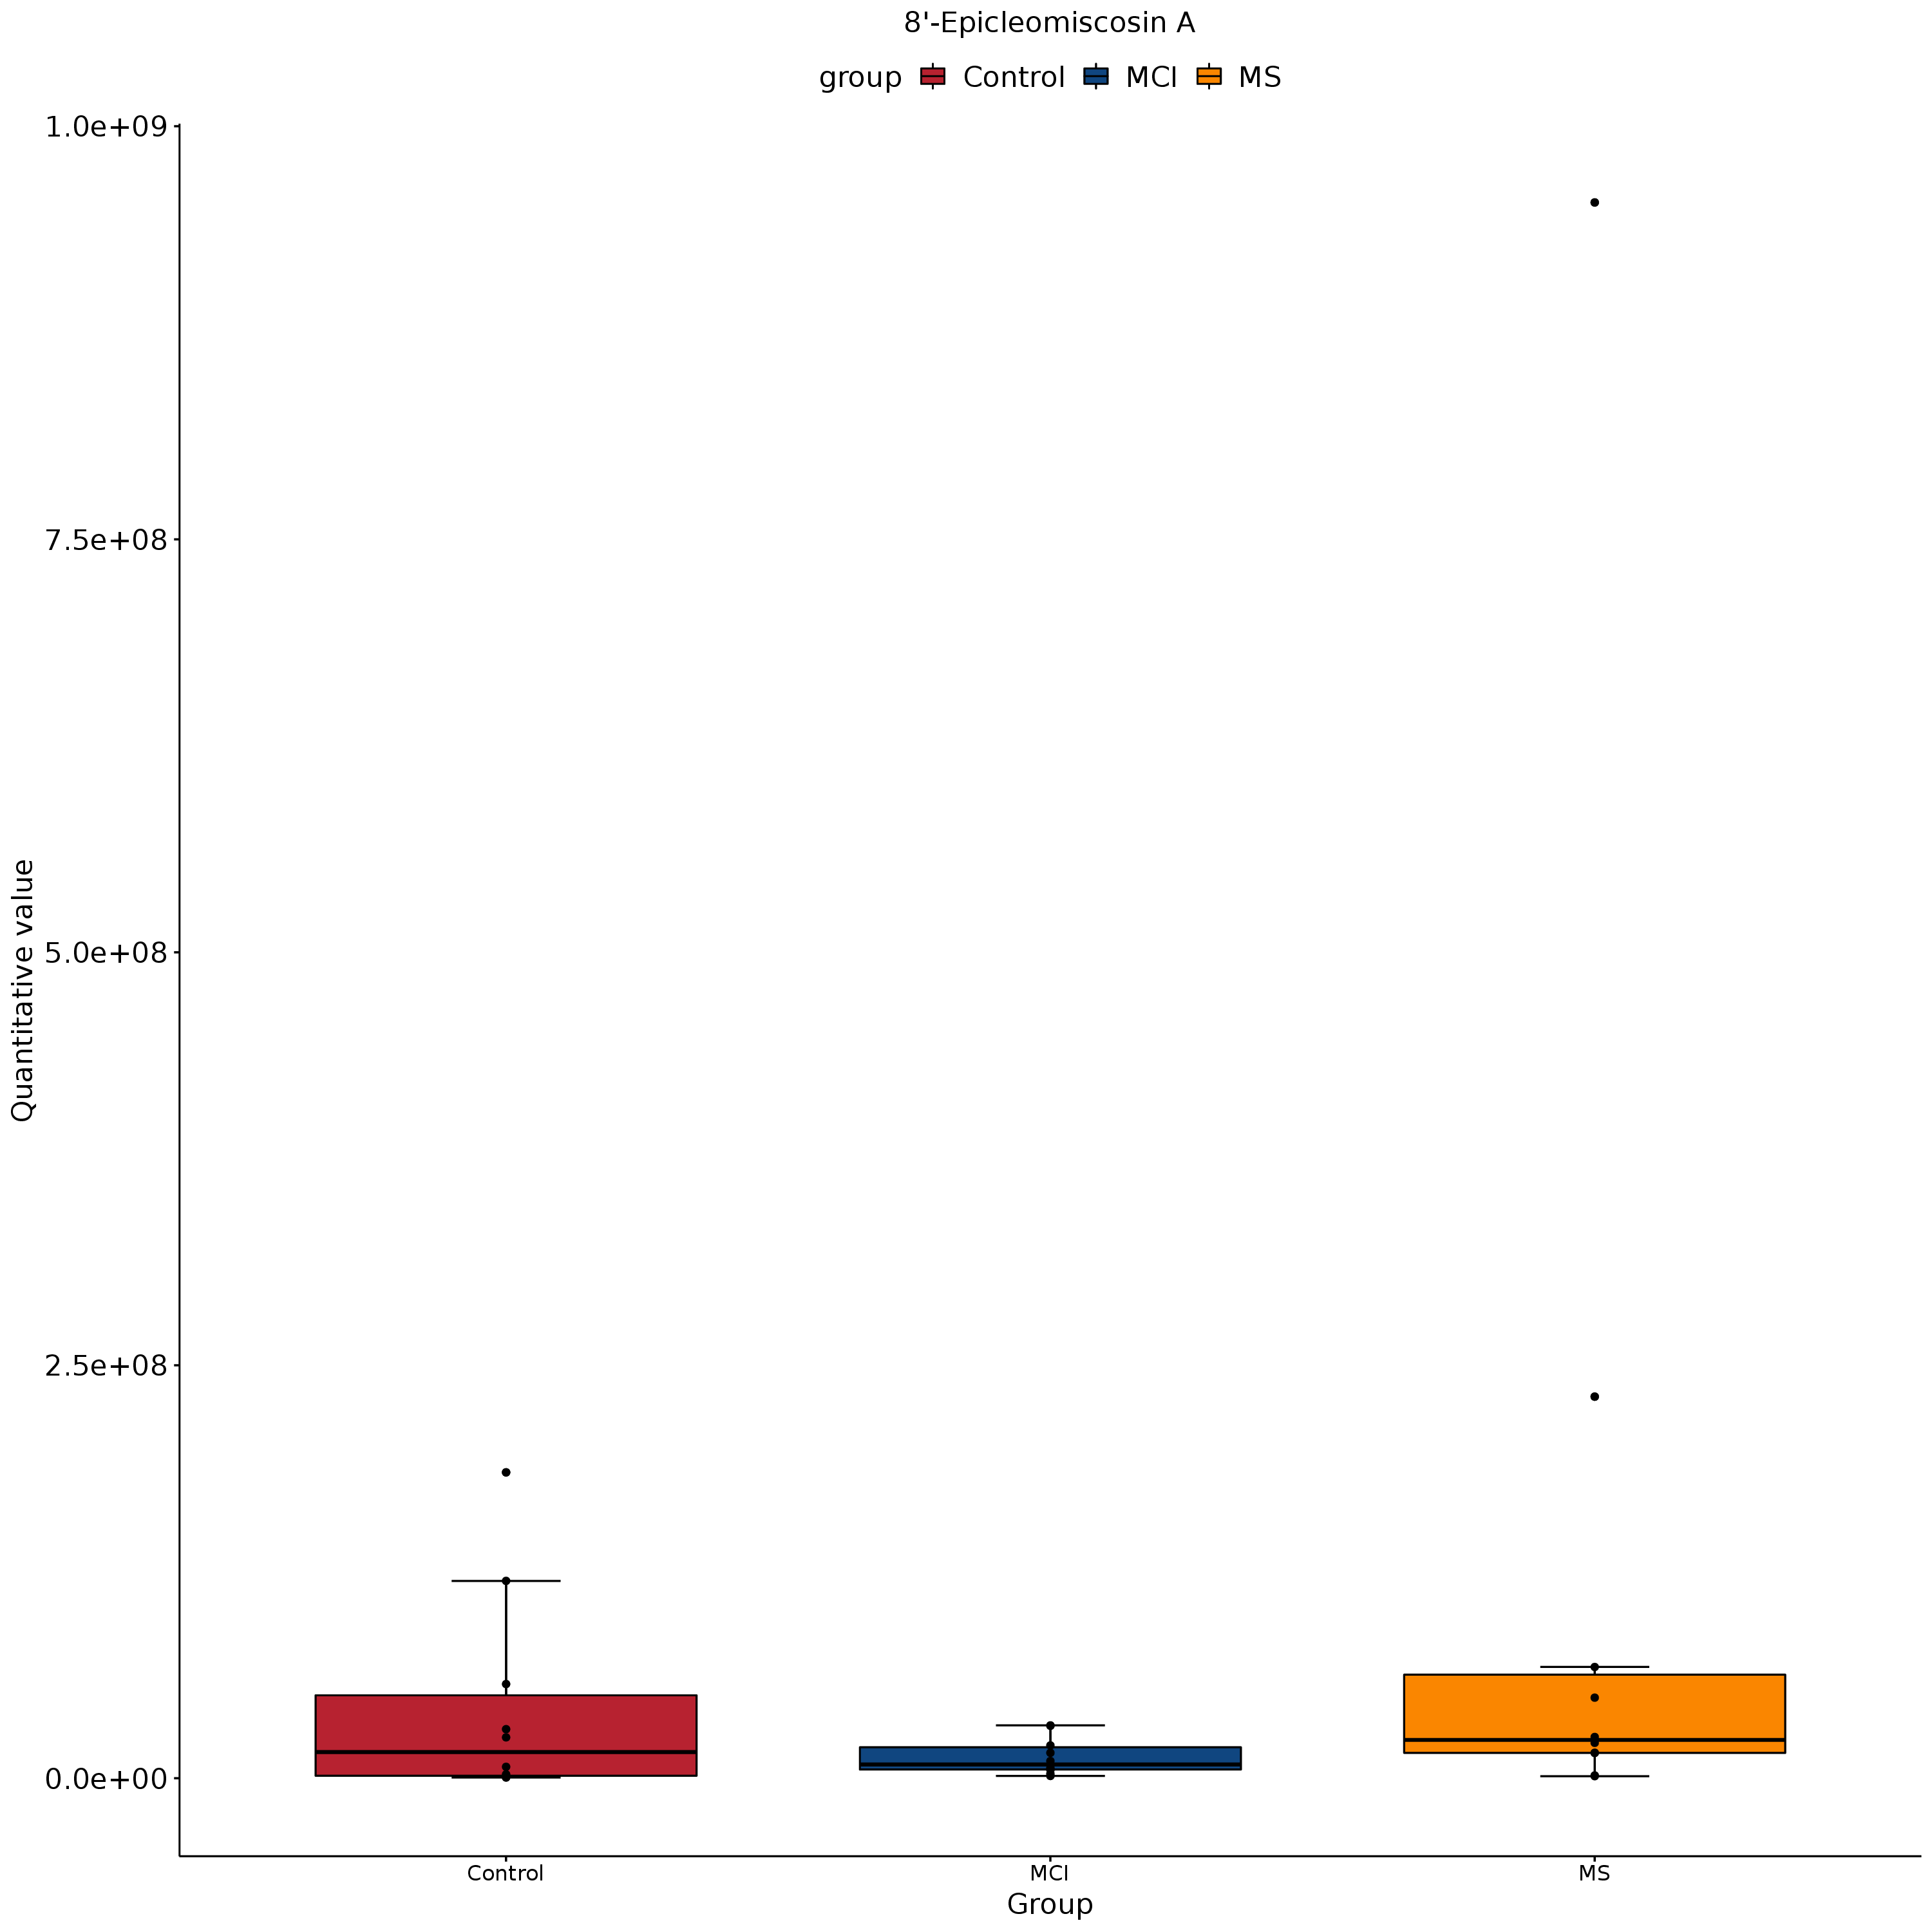 8'-Epicleomiscosin A
group Control MCI MS
1.0e+09
7.5e+08
5.0e+08
2.5e+08
0.0e+00
Quantitative value
Control MCI MS
Group